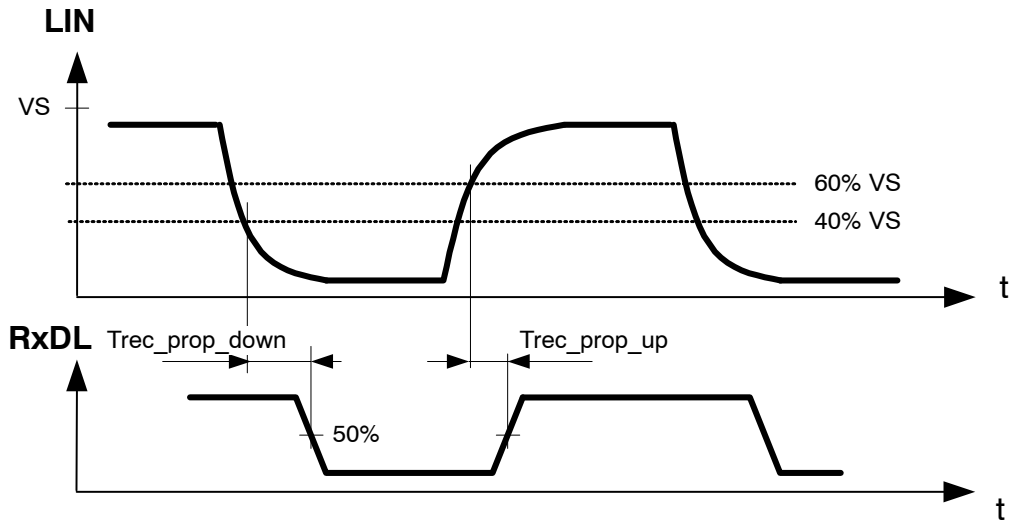 LIN
VS
60% VS
40% VS
t
RxDL
Trec_prop_down
Trec_prop_up
50%
t